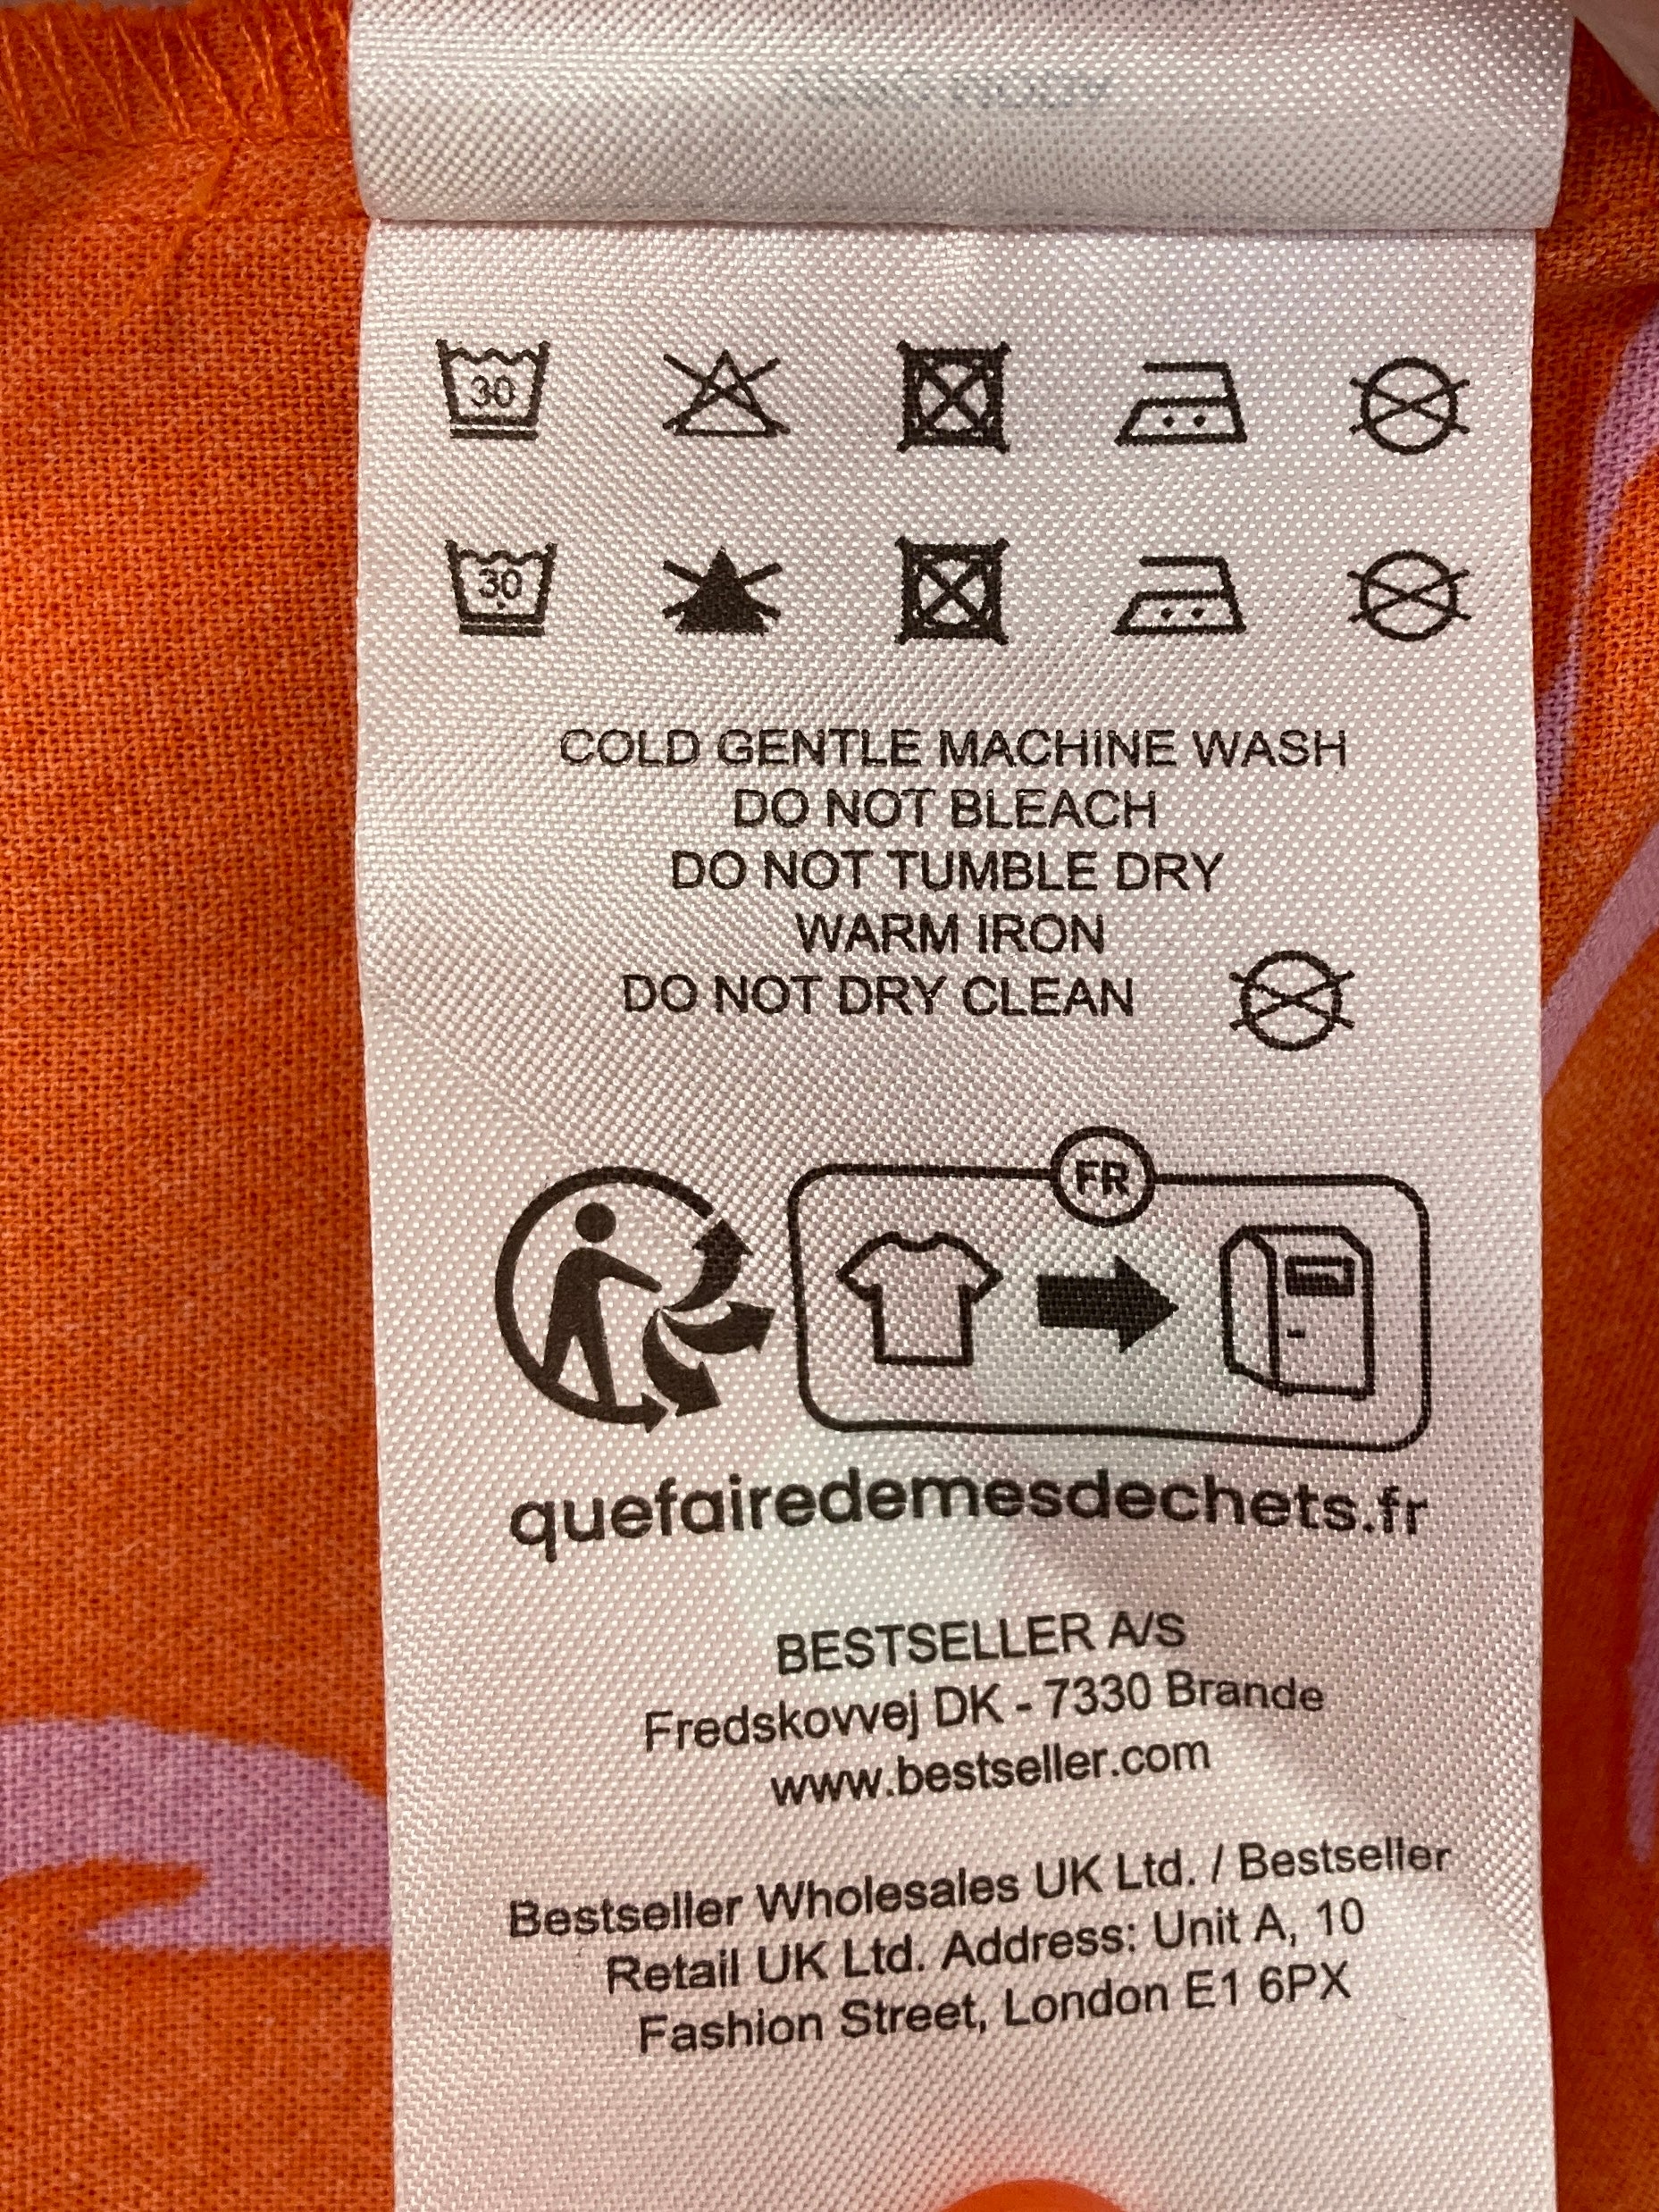 30
30
COLD GENTLE MACHINE WASH
DO NOT BLEACH
DO NOT TUMBLE DRY
WARM IRON
DO NOT DRY CLEAN
FR
quefairedemesdechets.fr
BESTSELLER A/S
Fredskovvej DK - 7330 Brande
www.bestseller.com
Bestseller Wholesales UK Ltd. / Bestseller
Retail UK Ltd. Address: Unit A, 10
Fashion Street, London E1 6PX